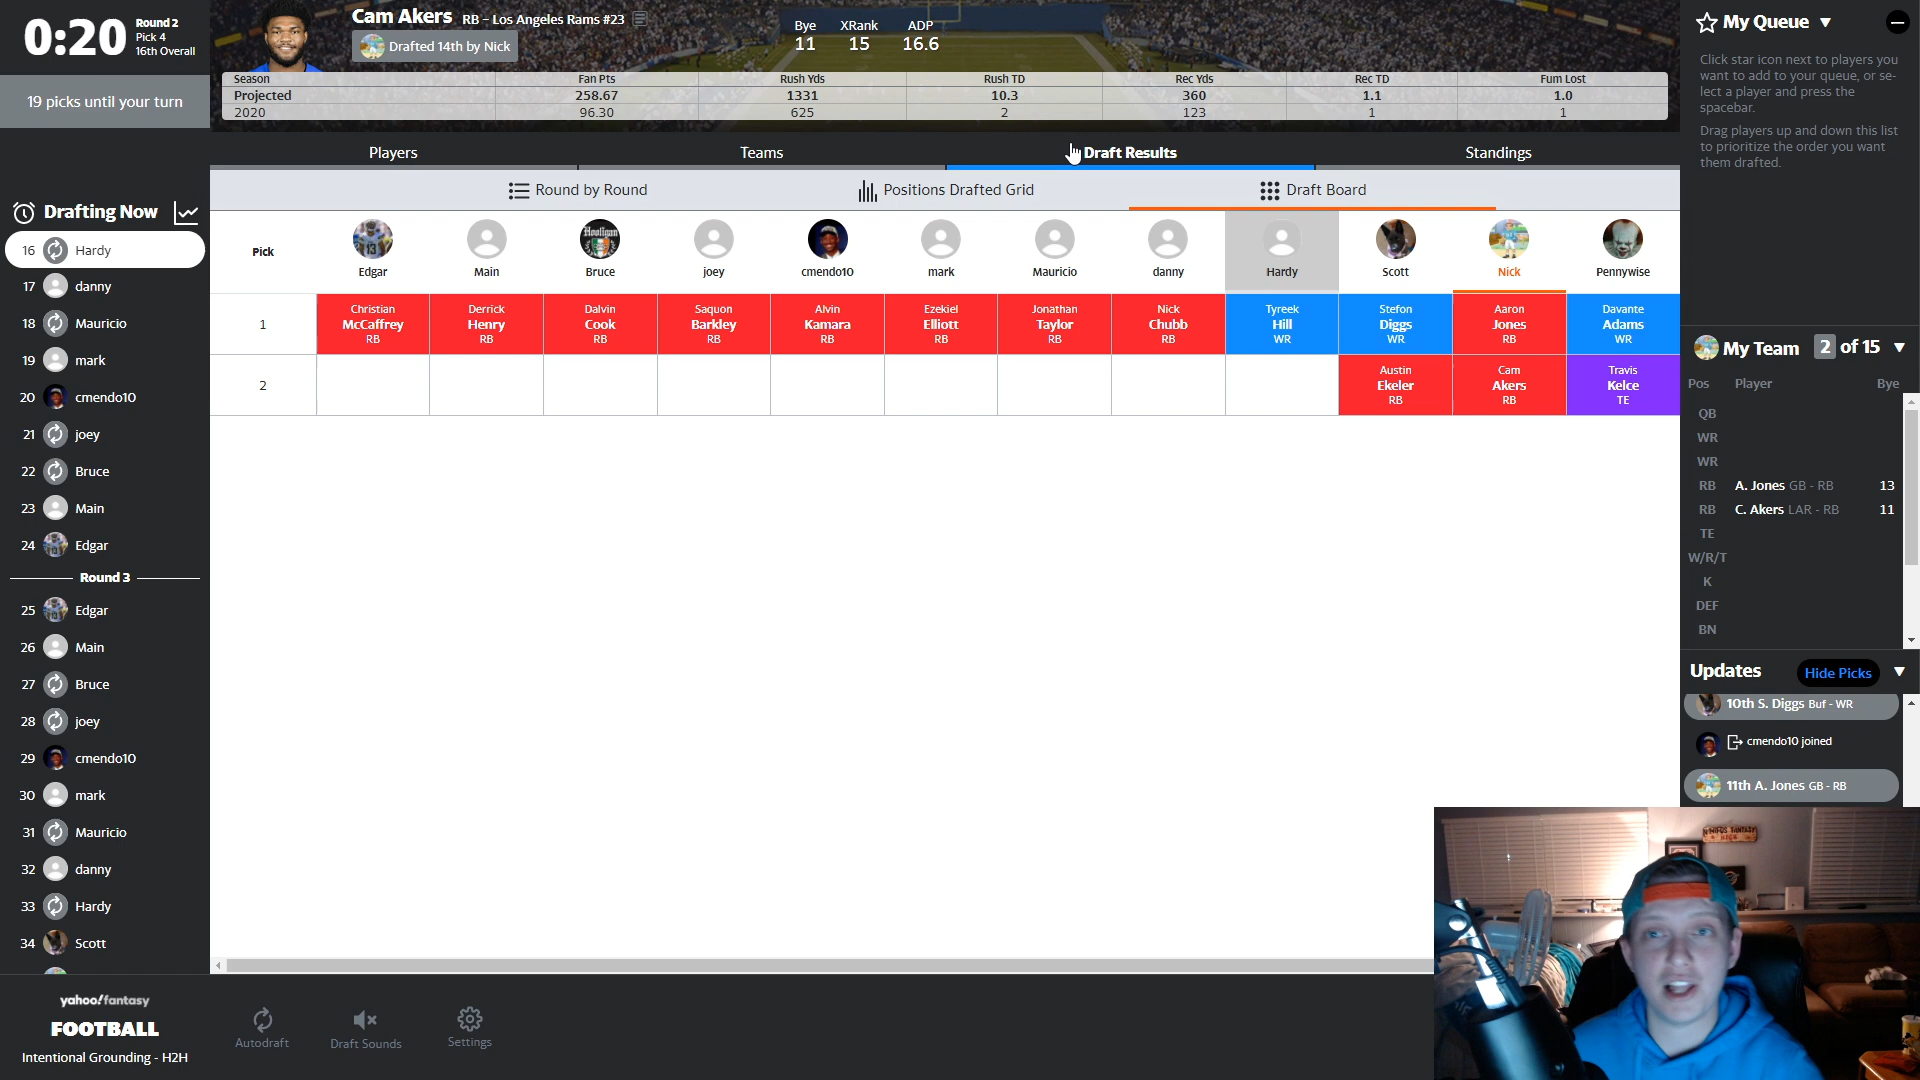 0:20
Round 2
Pick 4
16th Overall
19 picks until your turn
Cam Akers RB - Los Angeles Rams #23
Drafted 14th by Nick
Bye XRank ADP
11 15 16.6
Season Fan Pts Rush Yds Rush TD Rec Yds Rec TD Fum Lost
Projected 258.67 1331 10.3 360 1.1 1.0
2020 96.30 625 2 123 1 1
Players Teams Draft Results Standings
Round by Round Positions Drafted Grid Draft Board
Pick Edgar Main Bruce joey cmendo10 mark Mauricio danny Hardy Scott Nick Pennywise
Christian Derrick Dalvin Saquon Alvin Ezekiel Jonathan Nick Tyreek Stefon Aaron Davante
1 McCaffrey Henry Cook Barkley Kamara Elliott Taylor Chubb Hill Diggs Jones Adams
RB RB RB RB RB RB RB RB WR WR RB WR
Austin Cam Travis
2 Ekeler Akers Kelce
RB RB TE
Drafting Now
16 Hardy
17 danny
18 Mauricio
19 mark
20 cmendo10
21 joey
22 Bruce
23 Main
24 Edgar
Round 3
25 Edgar
26 Main
27 Bruce
28 joey
29 cmendo10
30 mark
31 Mauricio
32 danny
33 Hardy
34 Scott
yahoo!fantasy
FOOTBALL
Intentional Grounding - H2H
Autodraft Draft Sounds Settings
My Queue
Click star icon next to players you
want to add to your queue, or se-
lect a player and press the
spacebar.
Drag players up and down this list
to prioritize the order you want
them drafted.
My Team 2 of 15
Pos Player Bye
QB
WR
WR
RB A. Jones GB - RB 13
RB C. Akers LAR - RB 11
TE
W/R/T
K
DEF
BN
Updates Hide Picks
10th S. Diggs Buf - WR
cmendo10 joined
11th A. Jones GB - RB